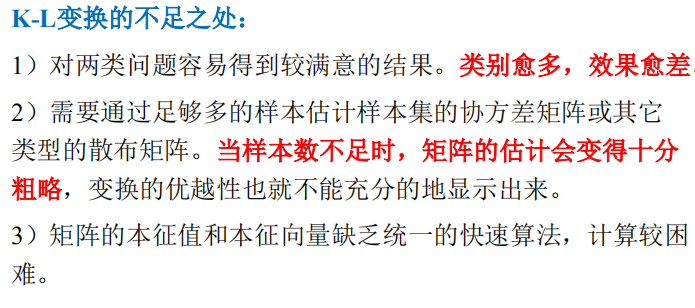 K-L变换的不足之处：
1）对两类问题容易得到较满意的结果。类别愈多，效果愈差
2）需要通过足够多的样本估计样本集的协方差矩阵或其它
类型的散布矩阵。当样本数不足时，矩阵的估计会变得十分
粗略，变换的优越性也就不能充分的地显示出来。
3）矩阵的本征值和本征向量缺乏统一的快速算法，计算较困
难。